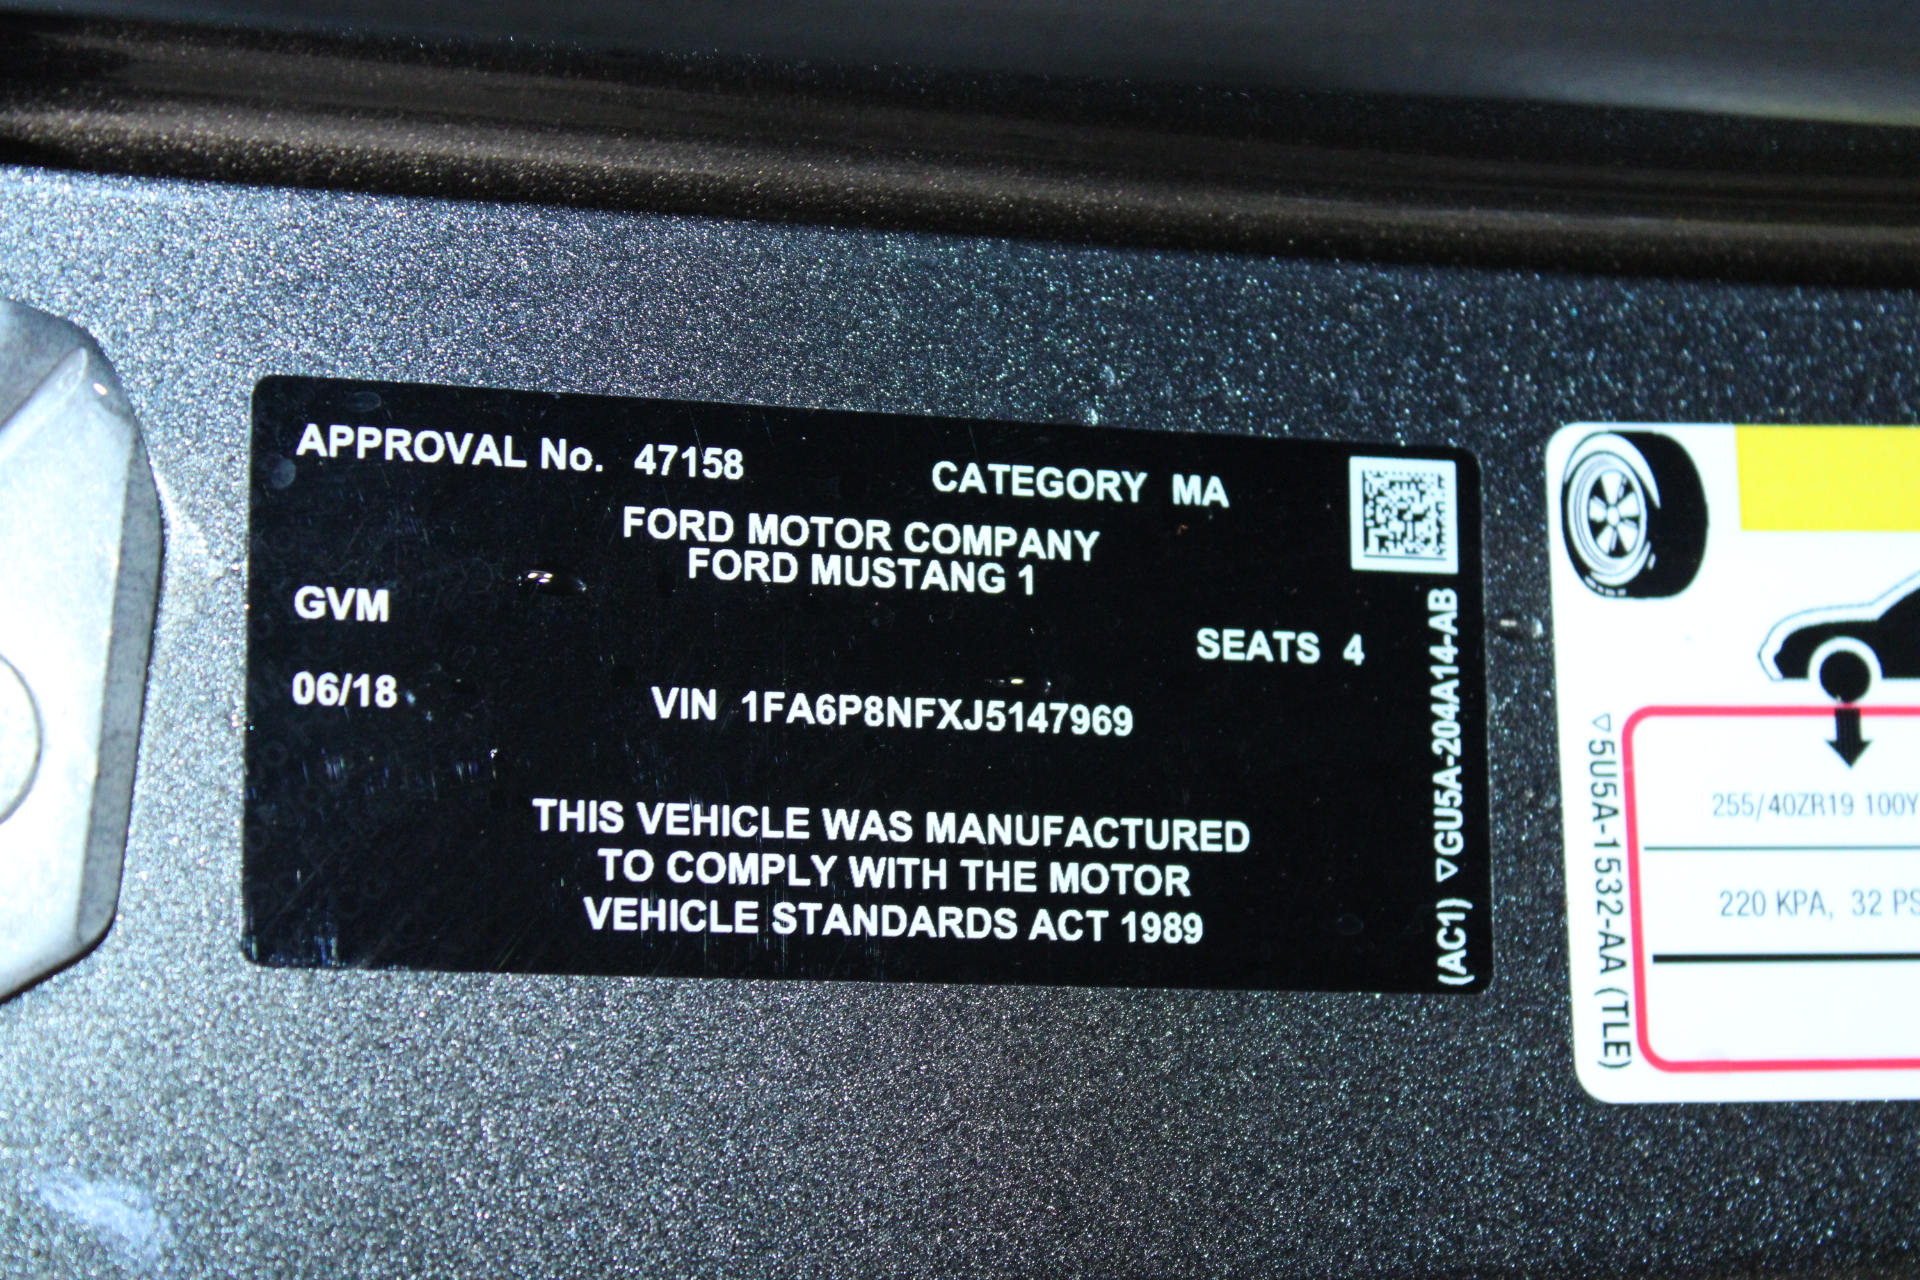 APPROVAL No. 47158 CATEGORY MA
FORD MOTOR COMPANY
FORD MUSTANG 1
GVM
SEATS 4
06/18 VIN 1FA6P8NFXJ5147969
THIS VEHICLE WAS MANUFACTURED
TO COMPLY WITH THE MOTOR
VEHICLE STANDARDS ACT 1989
(AC1) ▽GU5A-204A14-AB
▽5U5A-1532-AA (TLE)
255/40ZR19 100Y
220 KPA, 32 PS